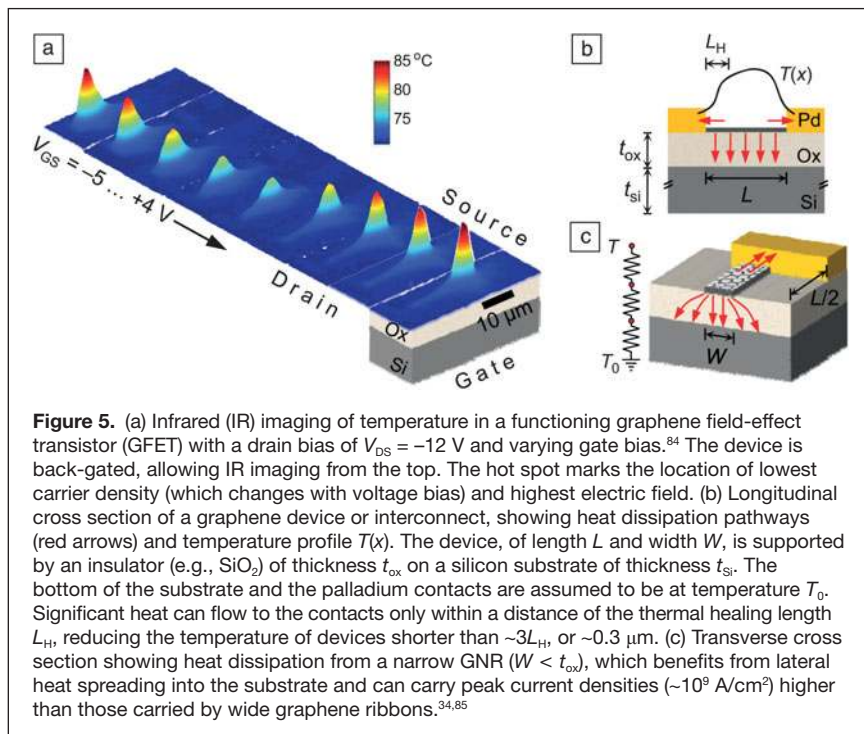 a
85 °C
80
75
V_GS = –5 ... +4 V
Source
Drain
10 μm
Ox
Si
Gate
b
L_H
T(x)
Pd
t_ox
Ox
t_si
L
Si
c
T
L/2
W
T_0
Figure 5. (a) Infrared (IR) imaging of temperature in a functioning graphene field-effect
transistor (GFET) with a drain bias of V_DS = –12 V and varying gate bias.^84 The device is
back-gated, allowing IR imaging from the top. The hot spot marks the location of lowest
carrier density (which changes with voltage bias) and highest electric field. (b) Longitudinal
cross section of a graphene device or interconnect, showing heat dissipation pathways
(red arrows) and temperature profile T(x). The device, of length L and width W, is supported
by an insulator (e.g., SiO₂) of thickness t_ox on a silicon substrate of thickness t_Si. The
bottom of the substrate and the palladium contacts are assumed to be at temperature T_0.
Significant heat can flow to the contacts only within a distance of the thermal healing length
L_H, reducing the temperature of devices shorter than ~3L_H, or ~0.3 μm. (c) Transverse cross
section showing heat dissipation from a narrow GNR (W < t_ox), which benefits from lateral
heat spreading into the substrate and can carry peak current densities (~10⁹ A/cm²) higher
than those carried by wide graphene ribbons.^34,85